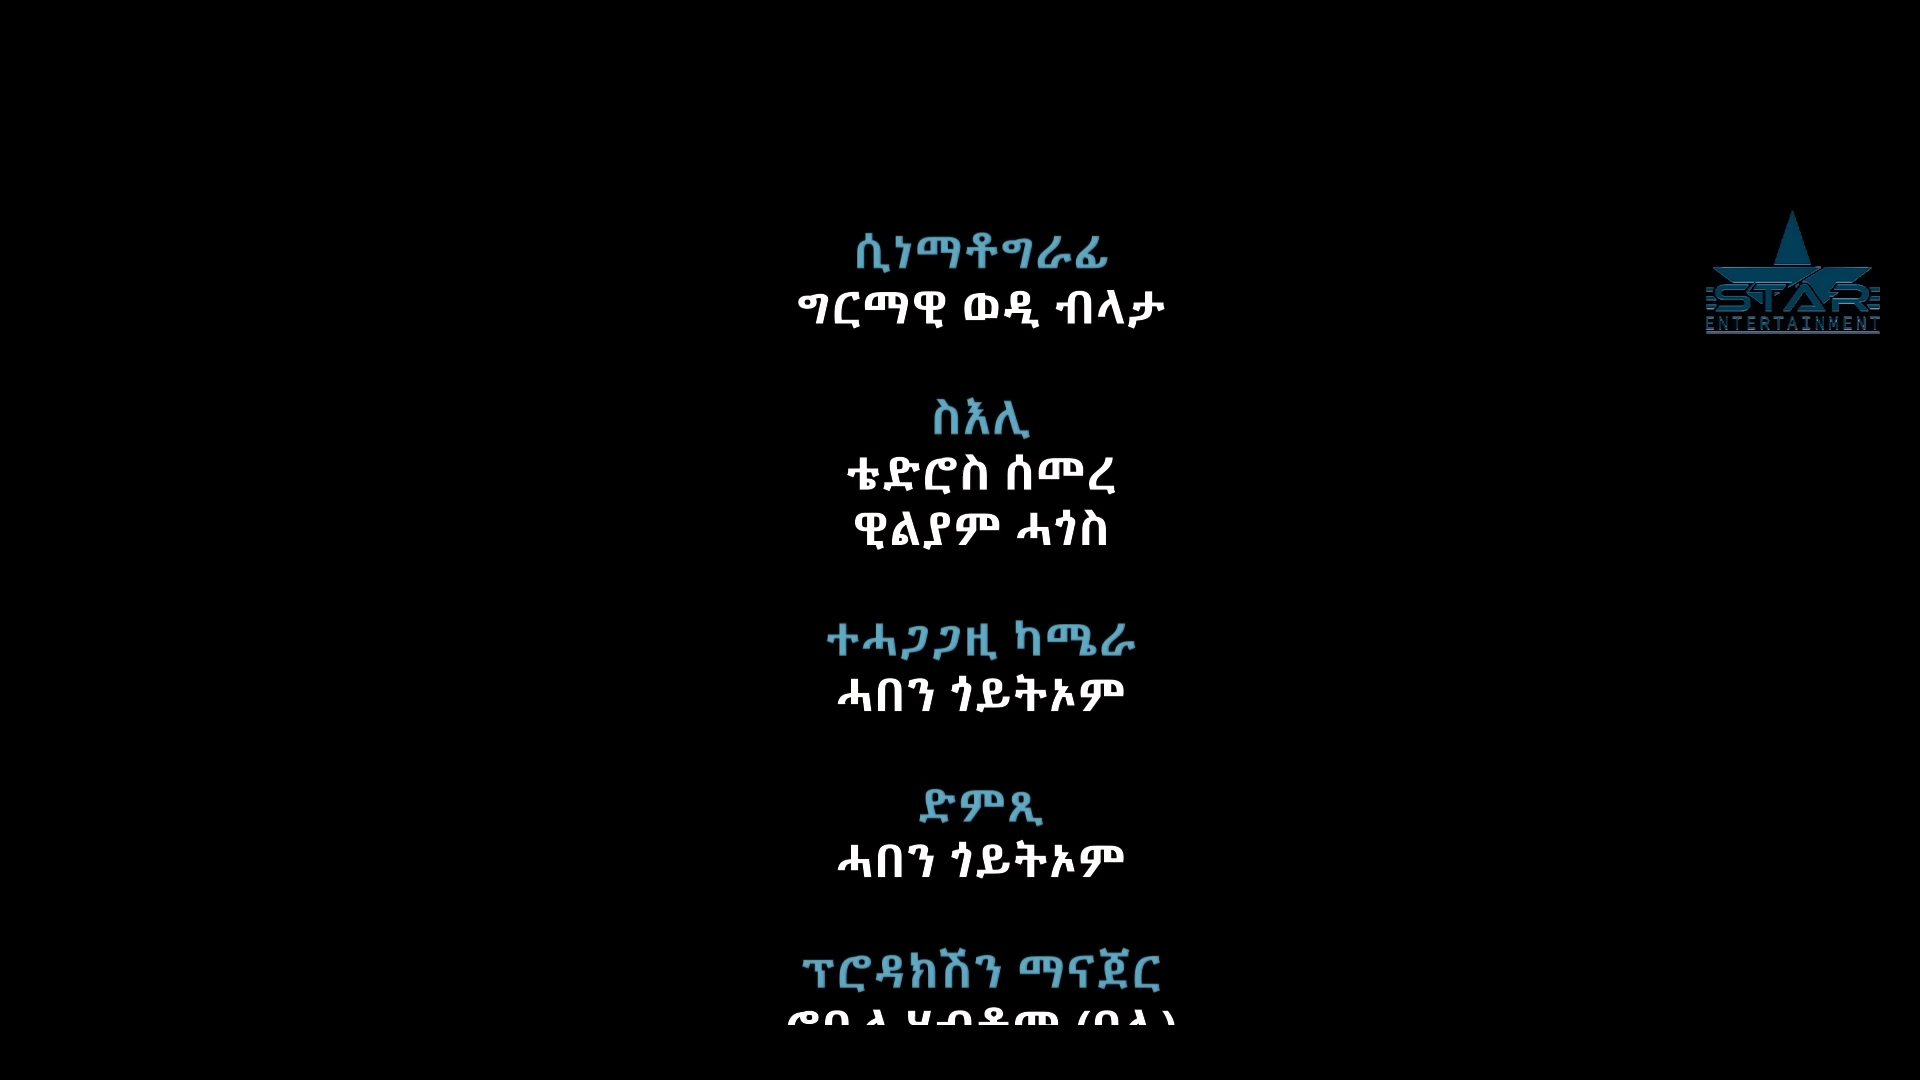 ሲነማቶግራፊ
ግርማዊ ወዲ ብላታ
STAR
ENTERTAINMENT
ስእሊ
ቴድሮስ ሰመረ
ዊልያም ሓጎስ
ተሓጋጋዚ ካሜራ
ሓበን ጎይትኦም
ድምጺ
ሓበን ጎይትኦም
ፕሮዳክሽን ማናጀር